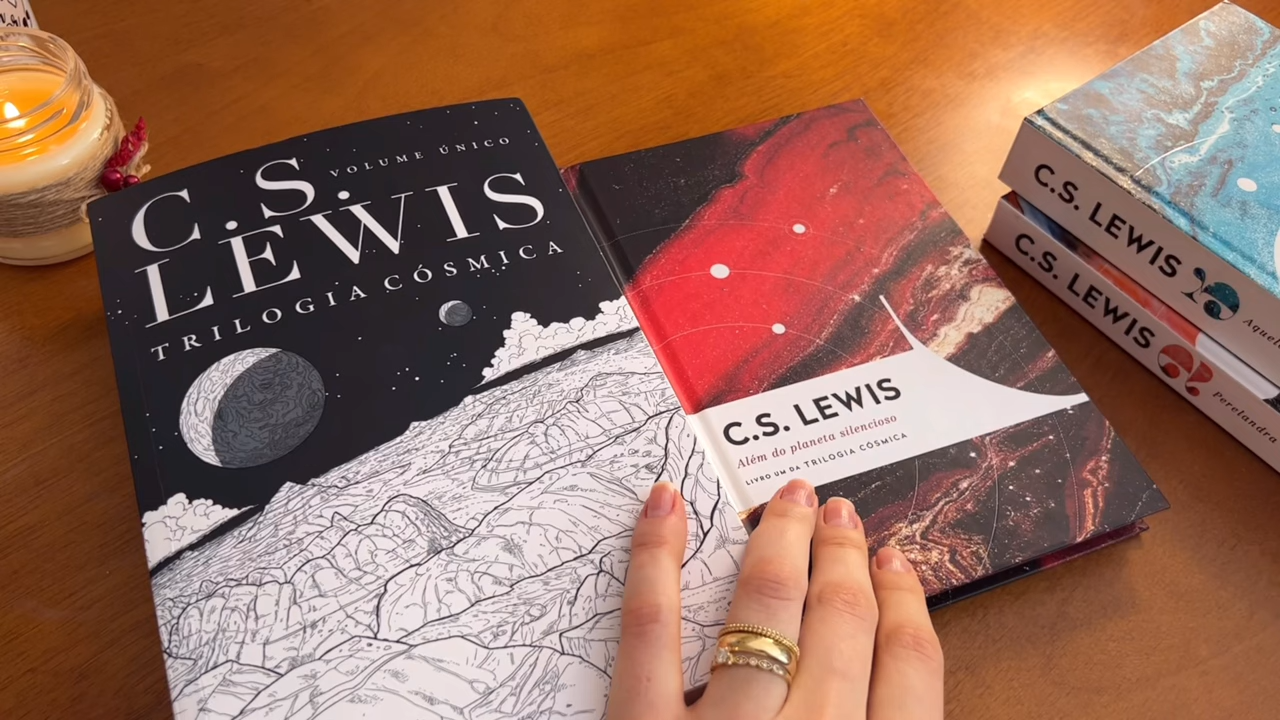 C.S.
VOLUME ÚNICO
LEWIS
TRILOGIA CÓSMICA
C.S. LEWIS
Além do planeta silencioso
LIVRO UM DA TRILOGIA CÓSMICA
C.S. LEWIS
C.S. LEWIS
Perelandra